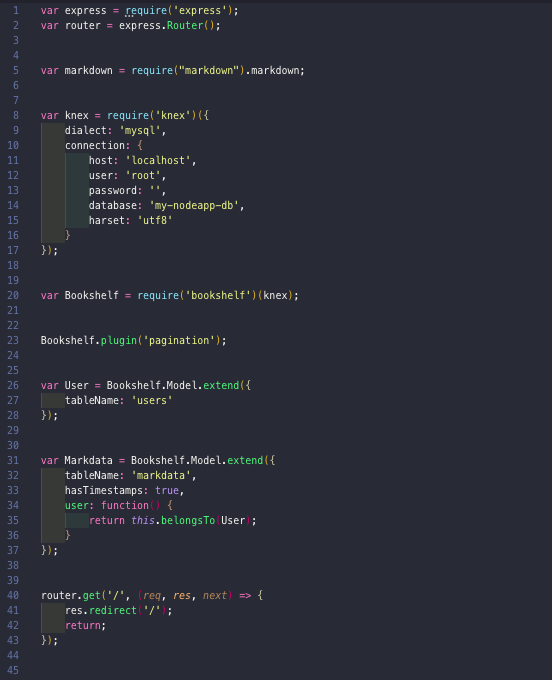 1 var express = require('express');
2 var router = express.Router();
3
4
5 var markdown = require("markdown").markdown;
6
7
8 var knex = require('knex')({
9     dialect: 'mysql',
10     connection: {
11         host: 'localhost',
12         user: 'root',
13         password: '',
14         database: 'my-nodeapp-db',
15         harset: 'utf8'
16     }
17 });
18
19
20 var Bookshelf = require('bookshelf')(knex);
21
22
23 Bookshelf.plugin('pagination');
24
25
26 var User = Bookshelf.Model.extend({
27     tableName: 'users'
28 });
29
30
31 var Markdata = Bookshelf.Model.extend({
32     tableName: 'markdata',
33     hasTimestamps: true,
34     user: function() {
35         return this.belongsTo(User);
36     }
37 });
38
39
40 router.get('/', (req, res, next) => {
41     res.redirect('/');
42     return;
43 });
44
45